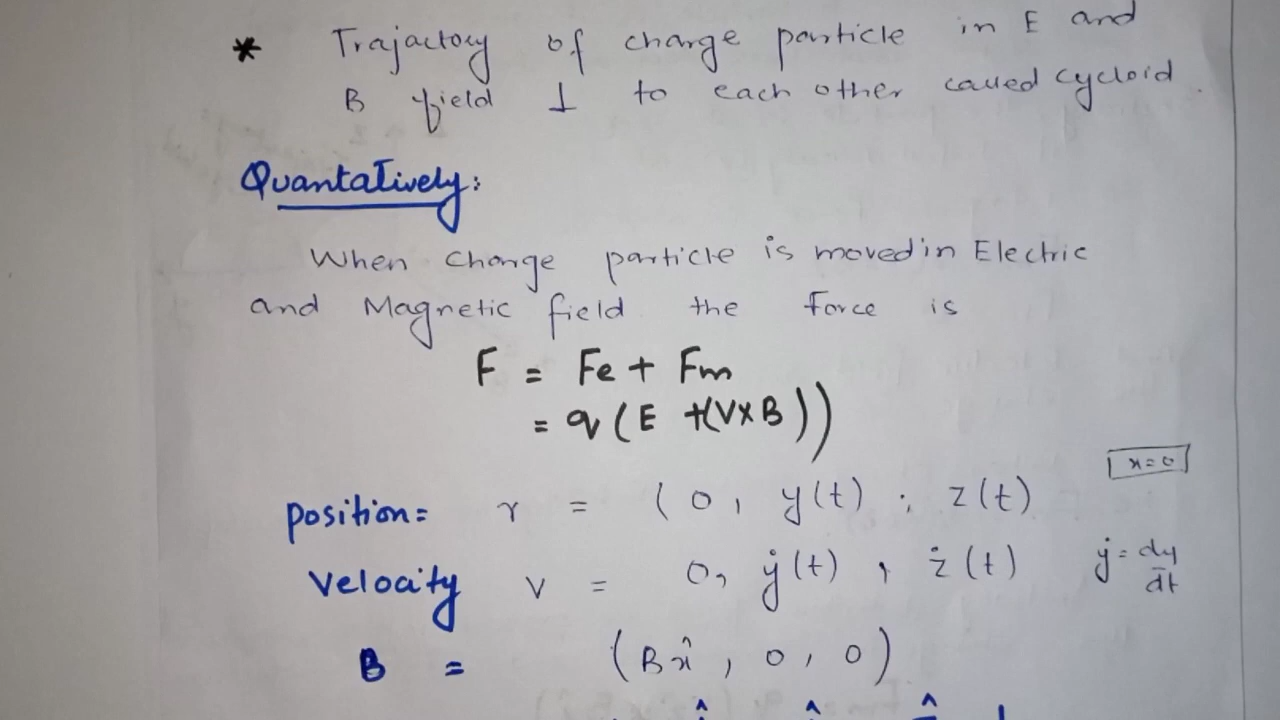 * Trajactory of charge particle in E and
B field ⊥ to each other called cycloid.
Quantatively:
When charge particle is moved in Electric
and Magnetic field the force is
F = Fe + Fm
= q(E +(V×B))
x=0
position= r = (0, y(t), z(t)
Velocity V = 0, ẏ(t), ż(t) ẏ=dy/dt
B = (Bx̂, 0, 0)